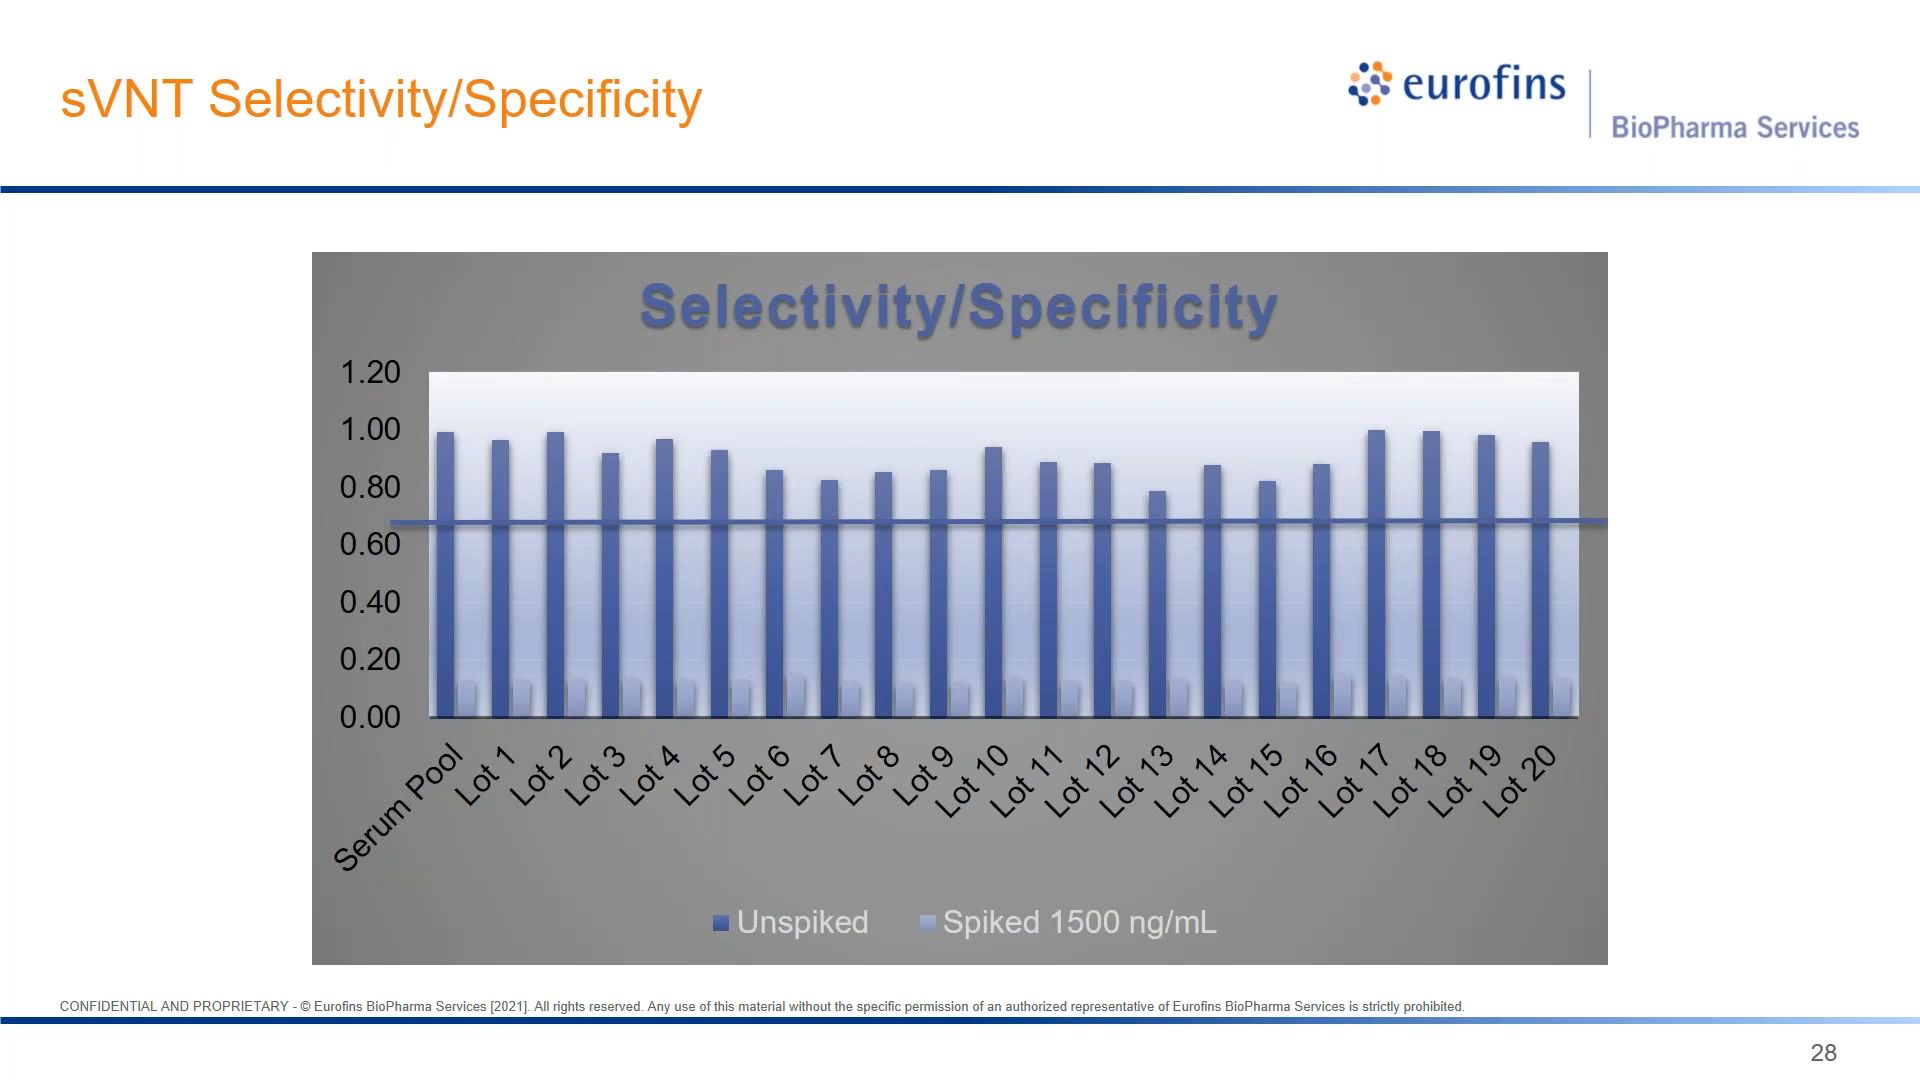 sVNT Selectivity/Specificity
eurofins
BioPharma Services
Selectivity/Specificity
1.20
1.00
0.80
0.60
0.40
0.20
0.00
Serum Pool
Lot 1
Lot 2
Lot 3
Lot 4
Lot 5
Lot 6
Lot 7
Lot 8
Lot 9
Lot 10
Lot 11
Lot 12
Lot 13
Lot 14
Lot 15
Lot 16
Lot 17
Lot 18
Lot 19
Lot 20
Unspiked
Spiked 1500 ng/mL
CONFIDENTIAL AND PROPRIETARY - © Eurofins BioPharma Services [2021]. All rights reserved. Any use of this material without the specific permission of an authorized representative of Eurofins BioPharma Services is strictly prohibited.
28